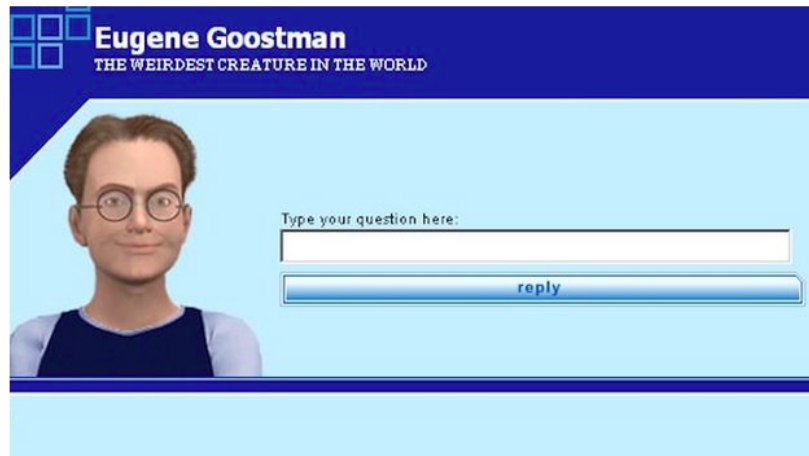 Eugene Goostman
THE WEIRDEST CREATURE IN THE WORLD
Type your question here:
reply